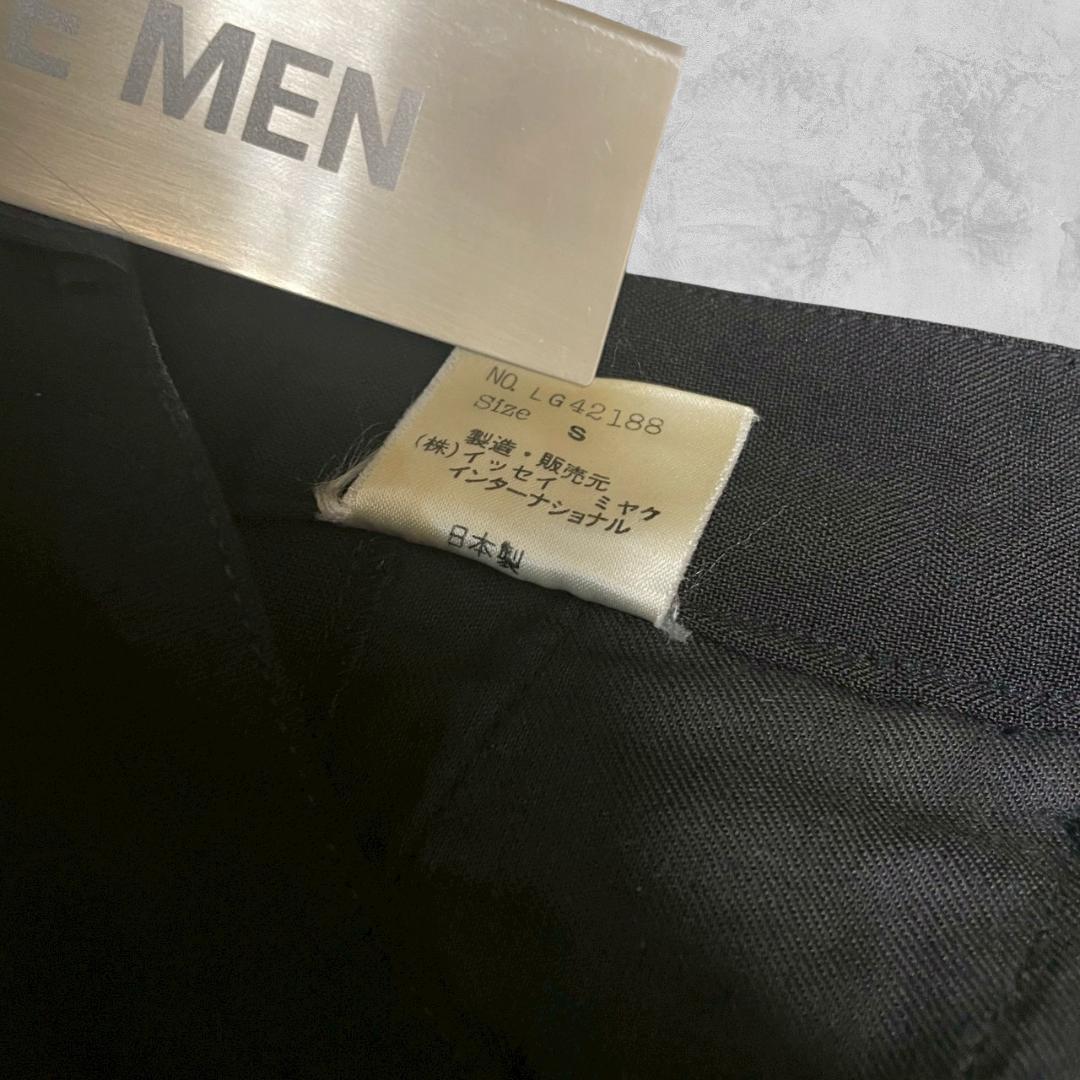 E MEN
NO. LG42188
Size S
製造・販売元
(株)イッセイ ミヤケ
インターナショナル
日本製